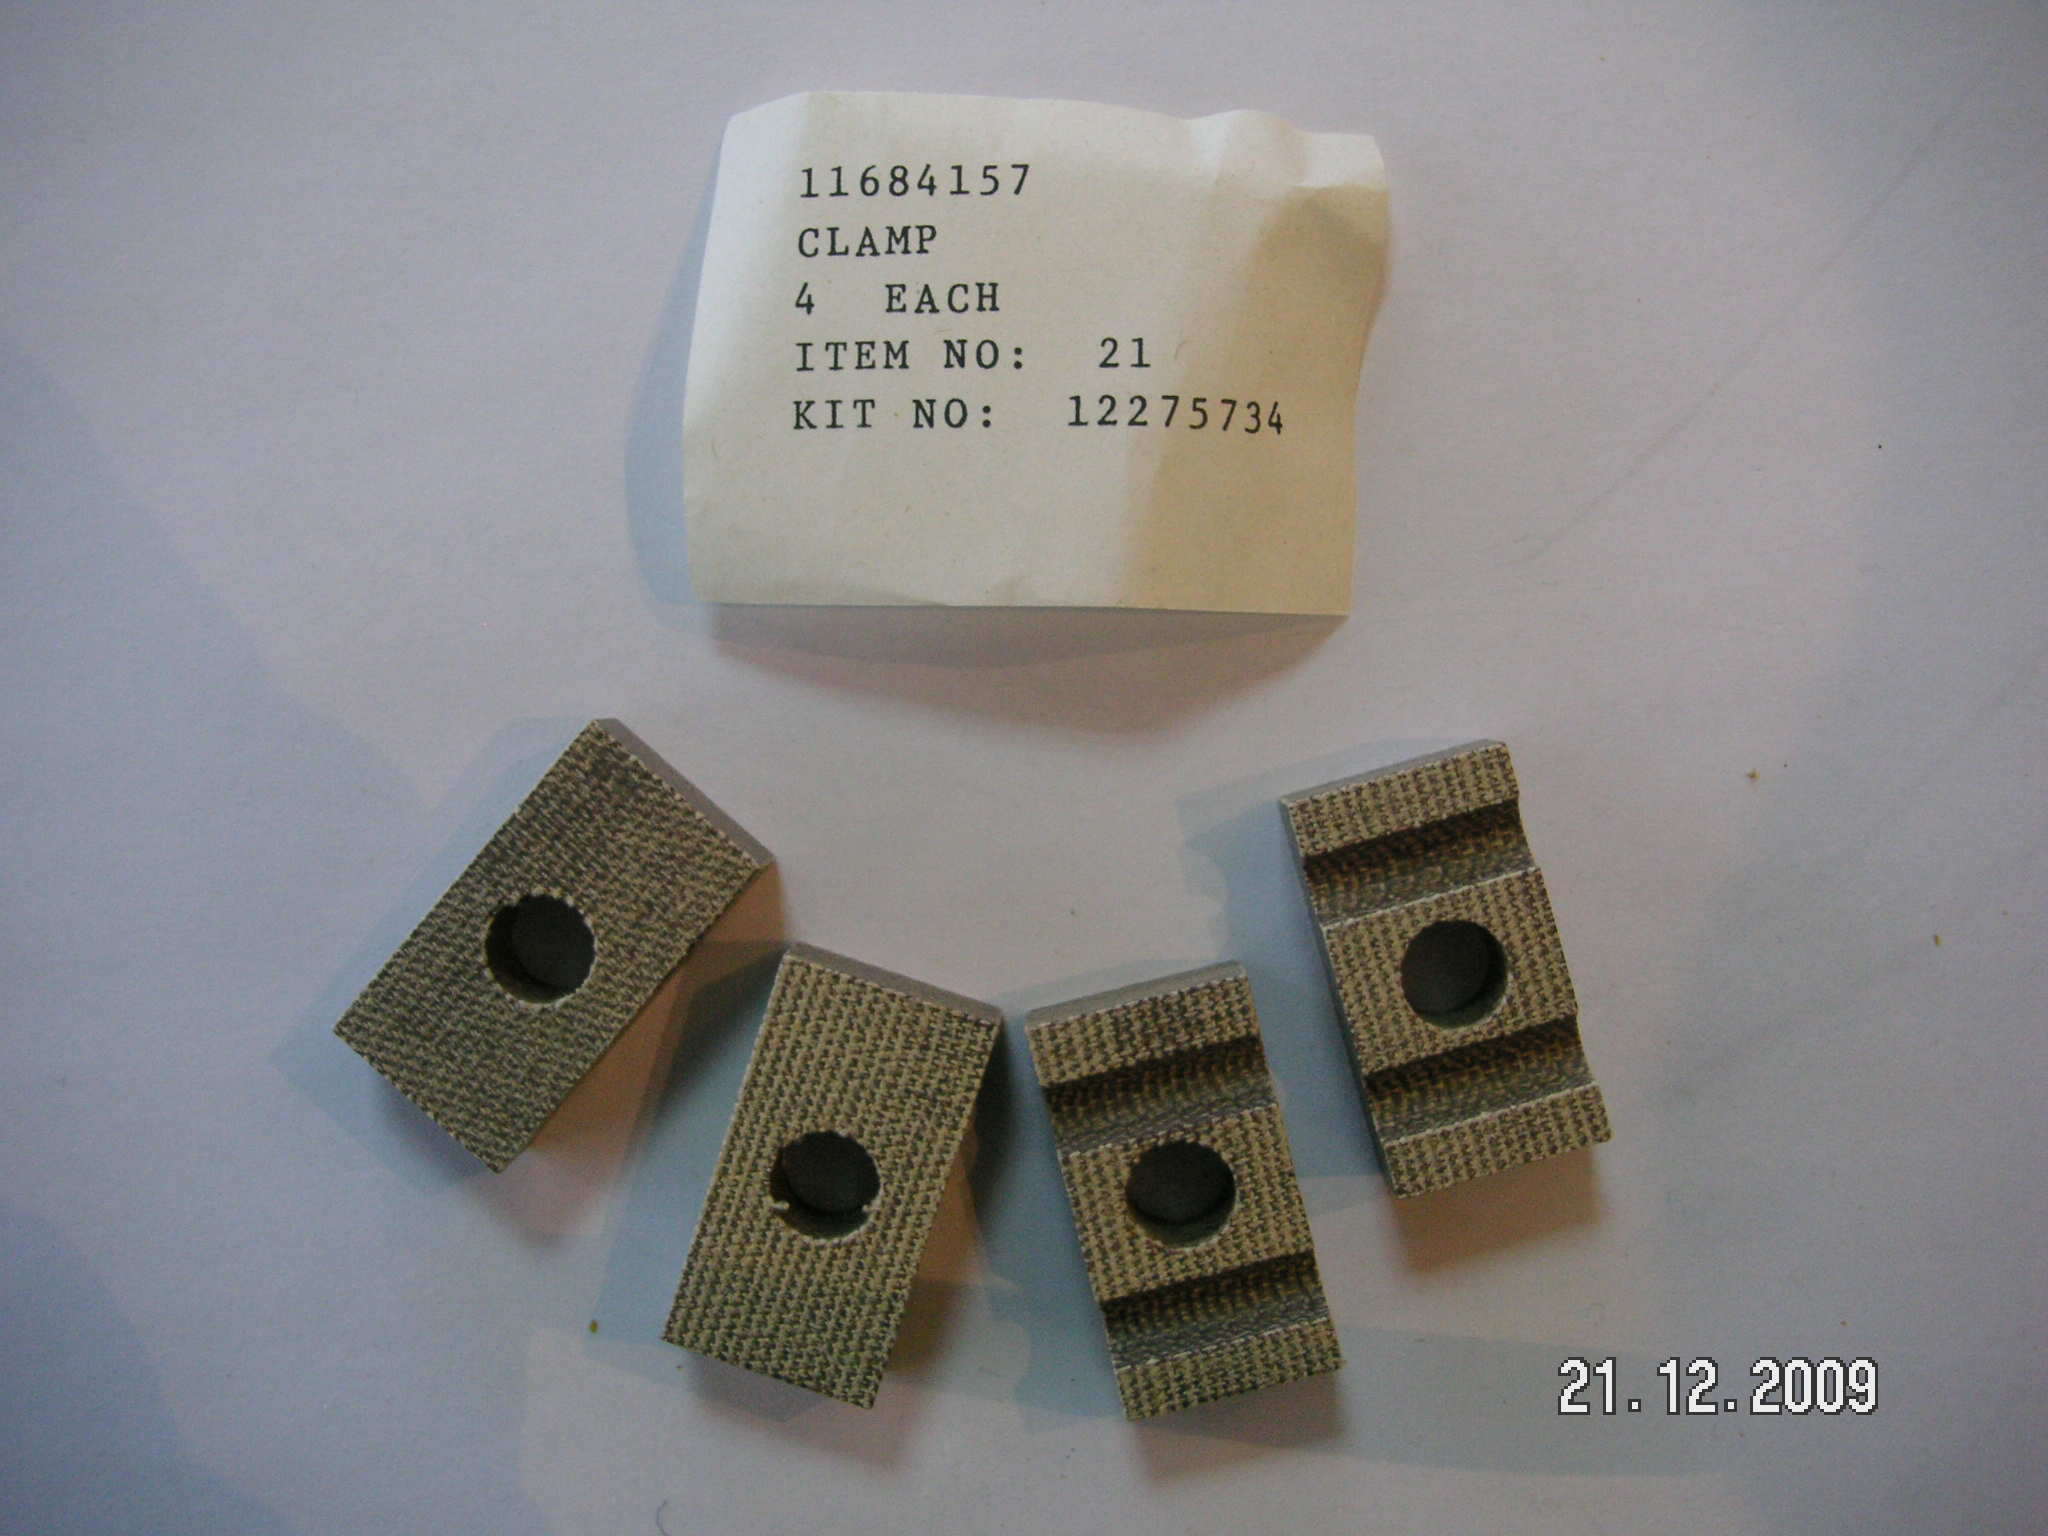 11684157
CLAMP
4 EACH
ITEM NO: 21
KIT NO: 12275734
21.12.2009